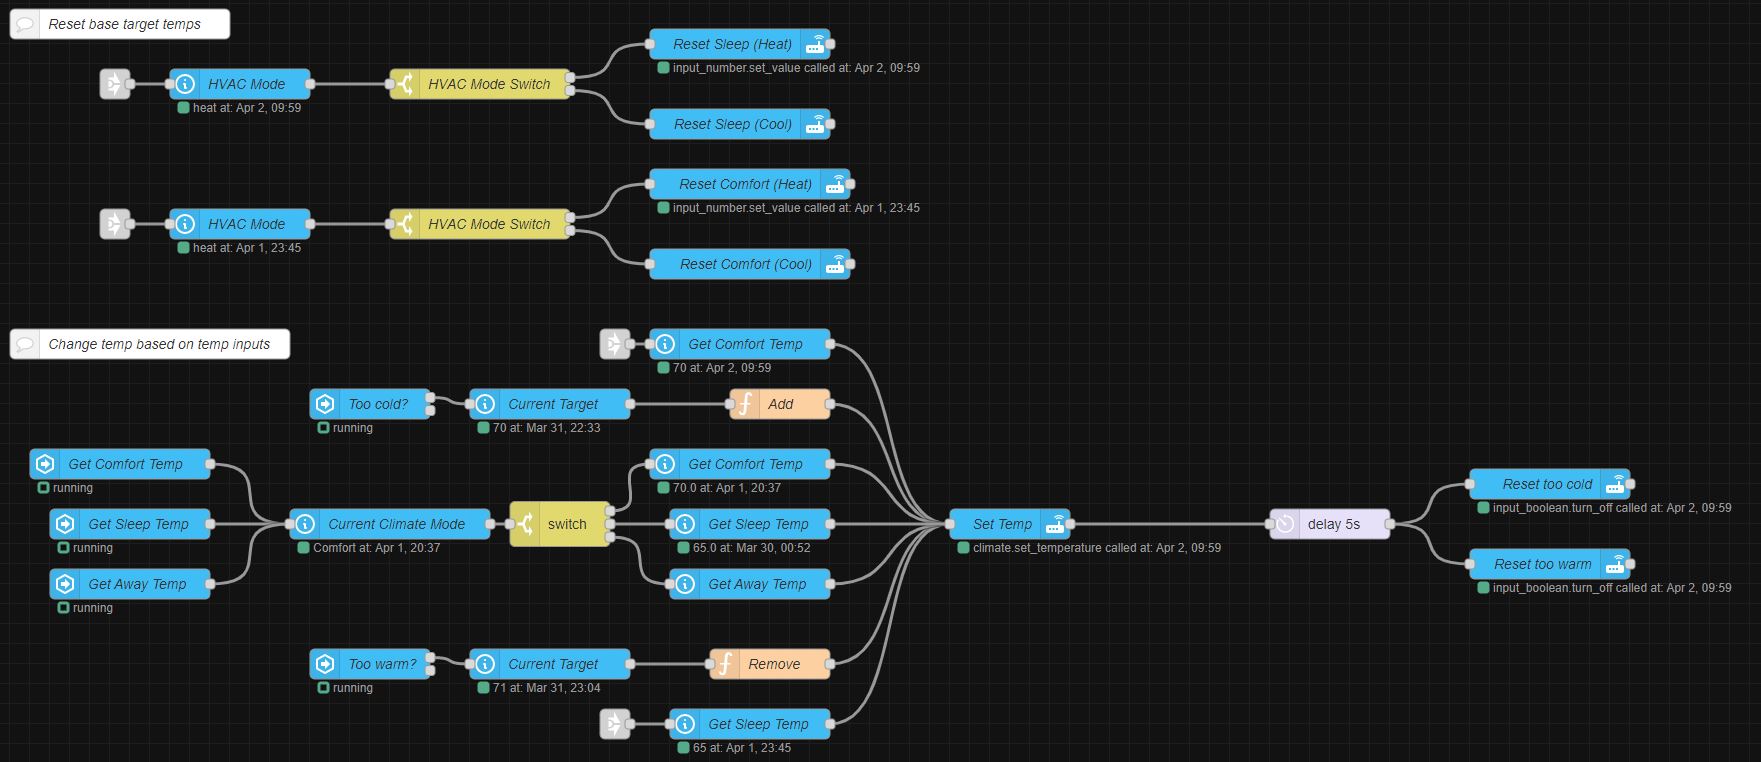 Reset base target temps
Reset Sleep (Heat)
input_number.set_value called at: Apr 2, 09:59
HVAC Mode
heat at: Apr 2, 09:59
HVAC Mode Switch
Reset Sleep (Cool)
Reset Comfort (Heat)
input_number.set_value called at: Apr 1, 23:45
HVAC Mode
heat at: Apr 1, 23:45
HVAC Mode Switch
Reset Comfort (Cool)
Change temp based on temp inputs
Get Comfort Temp
70 at: Apr 2, 09:59
Too cold?
running
Current Target
70 at: Mar 31, 22:33
Add
Get Comfort Temp
running
Get Comfort Temp
70.0 at: Apr 1, 20:37
Get Sleep Temp
running
Current Climate Mode
Comfort at: Apr 1, 20:37
switch
Get Sleep Temp
65.0 at: Mar 30, 00:52
Set Temp
climate.set_temperature called at: Apr 2, 09:59
delay 5s
Reset too cold
input_boolean.turn_off called at: Apr 2, 09:59
Get Away Temp
running
Get Away Temp
Reset too warm
input_boolean.turn_off called at: Apr 2, 09:59
Too warm?
running
Current Target
71 at: Mar 31, 23:04
Remove
Get Sleep Temp
65 at: Apr 1, 23:45